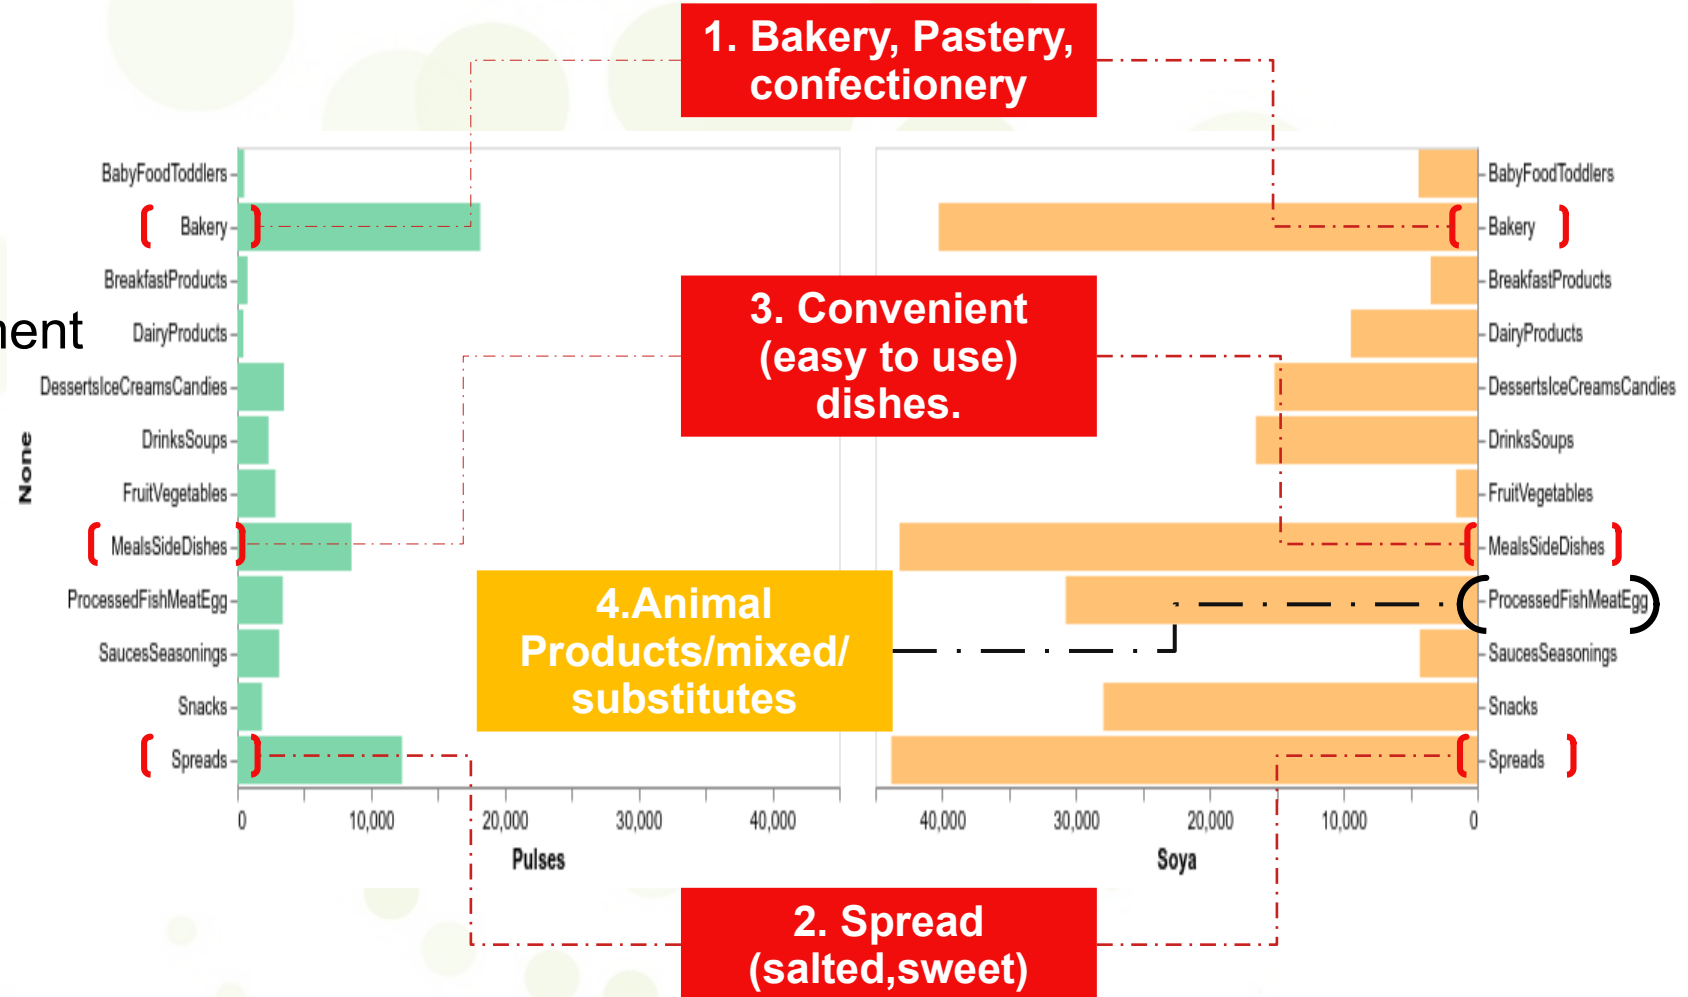 1. Bakery, Pastery,
confectionery
BabyFoodToddlers
Bakery
BreakfastProducts
DairyProducts
DessertsIceCreamsCandies
DrinksSoups
FruitVegetables
MealsSideDishes
ProcessedFishMeatEgg
SaucesSeasonings
Snacks
Spreads
None
nent
0 10,000 20,000 30,000 40,000
Pulses
3. Convenient
(easy to use)
dishes.
4.Animal
Products/mixed/
substitutes
BabyFoodToddlers
Bakery
BreakfastProducts
DairyProducts
DessertsIceCreamsCandies
DrinksSoups
FruitVegetables
MealsSideDishes
ProcessedFishMeatEgg
SaucesSeasonings
Snacks
Spreads
40,000 30,000 20,000 10,000 0
Soya
2. Spread
(salted,sweet)